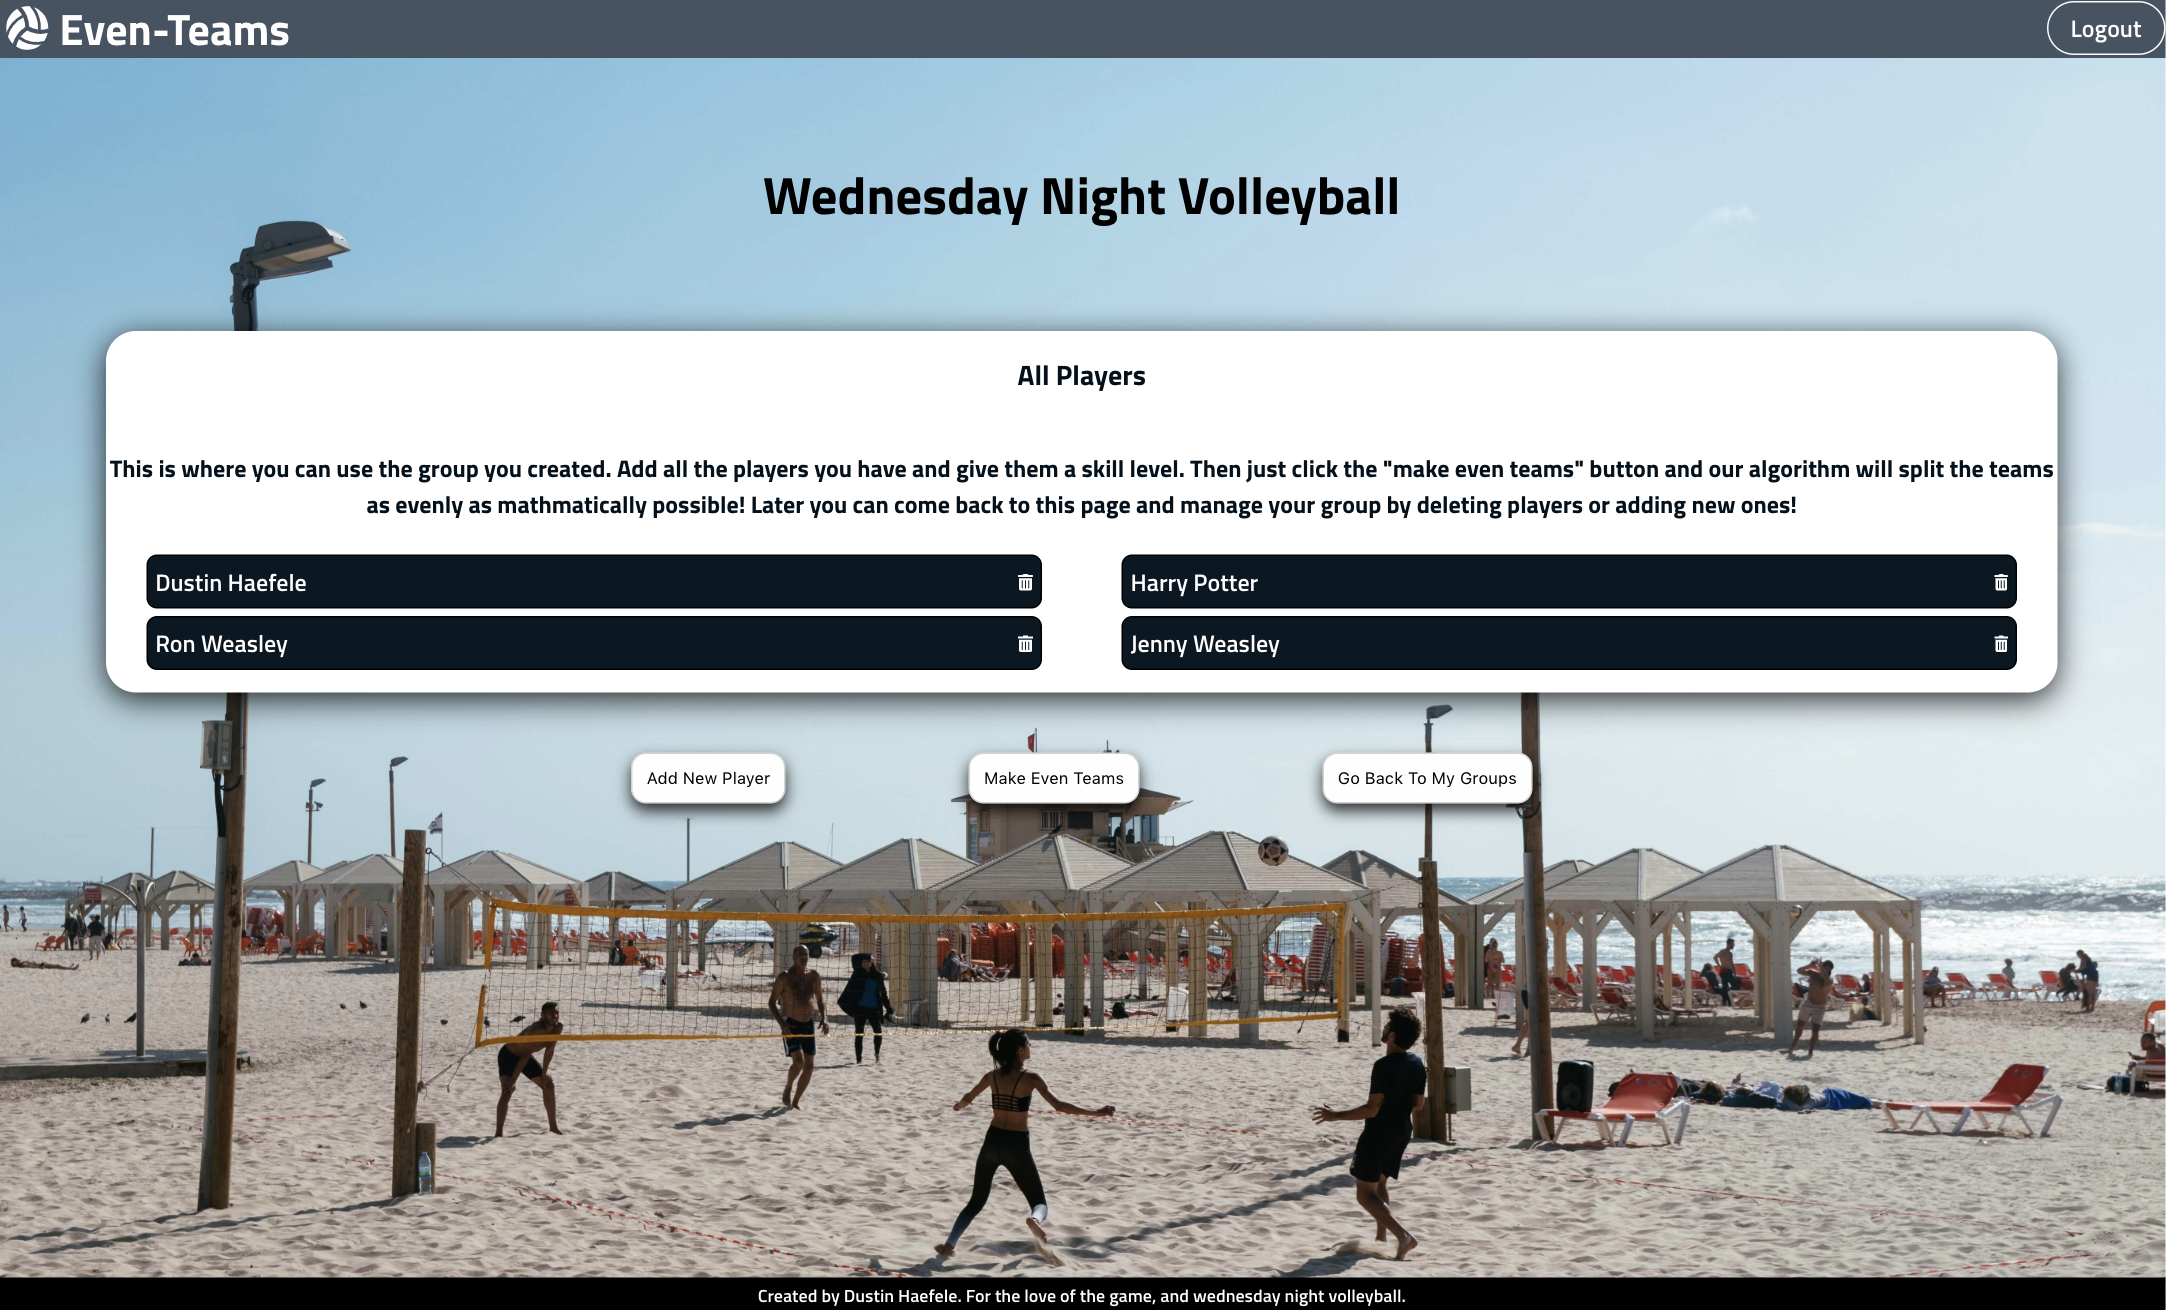 Even-Teams
Logout
Wednesday Night Volleyball
All Players
This is where you can use the group you created. Add all the players you have and give them a skill level. Then just click the "make even teams" button and our algorithm will split the teams
as evenly as mathmatically possible! Later you can come back to this page and manage your group by deleting players or adding new ones!
Dustin Haefele
Harry Potter
Ron Weasley
Jenny Weasley
Add New Player
Make Even Teams
Go Back To My Groups
Created by Dustin Haefele. For the love of the game, and wednesday night volleyball.